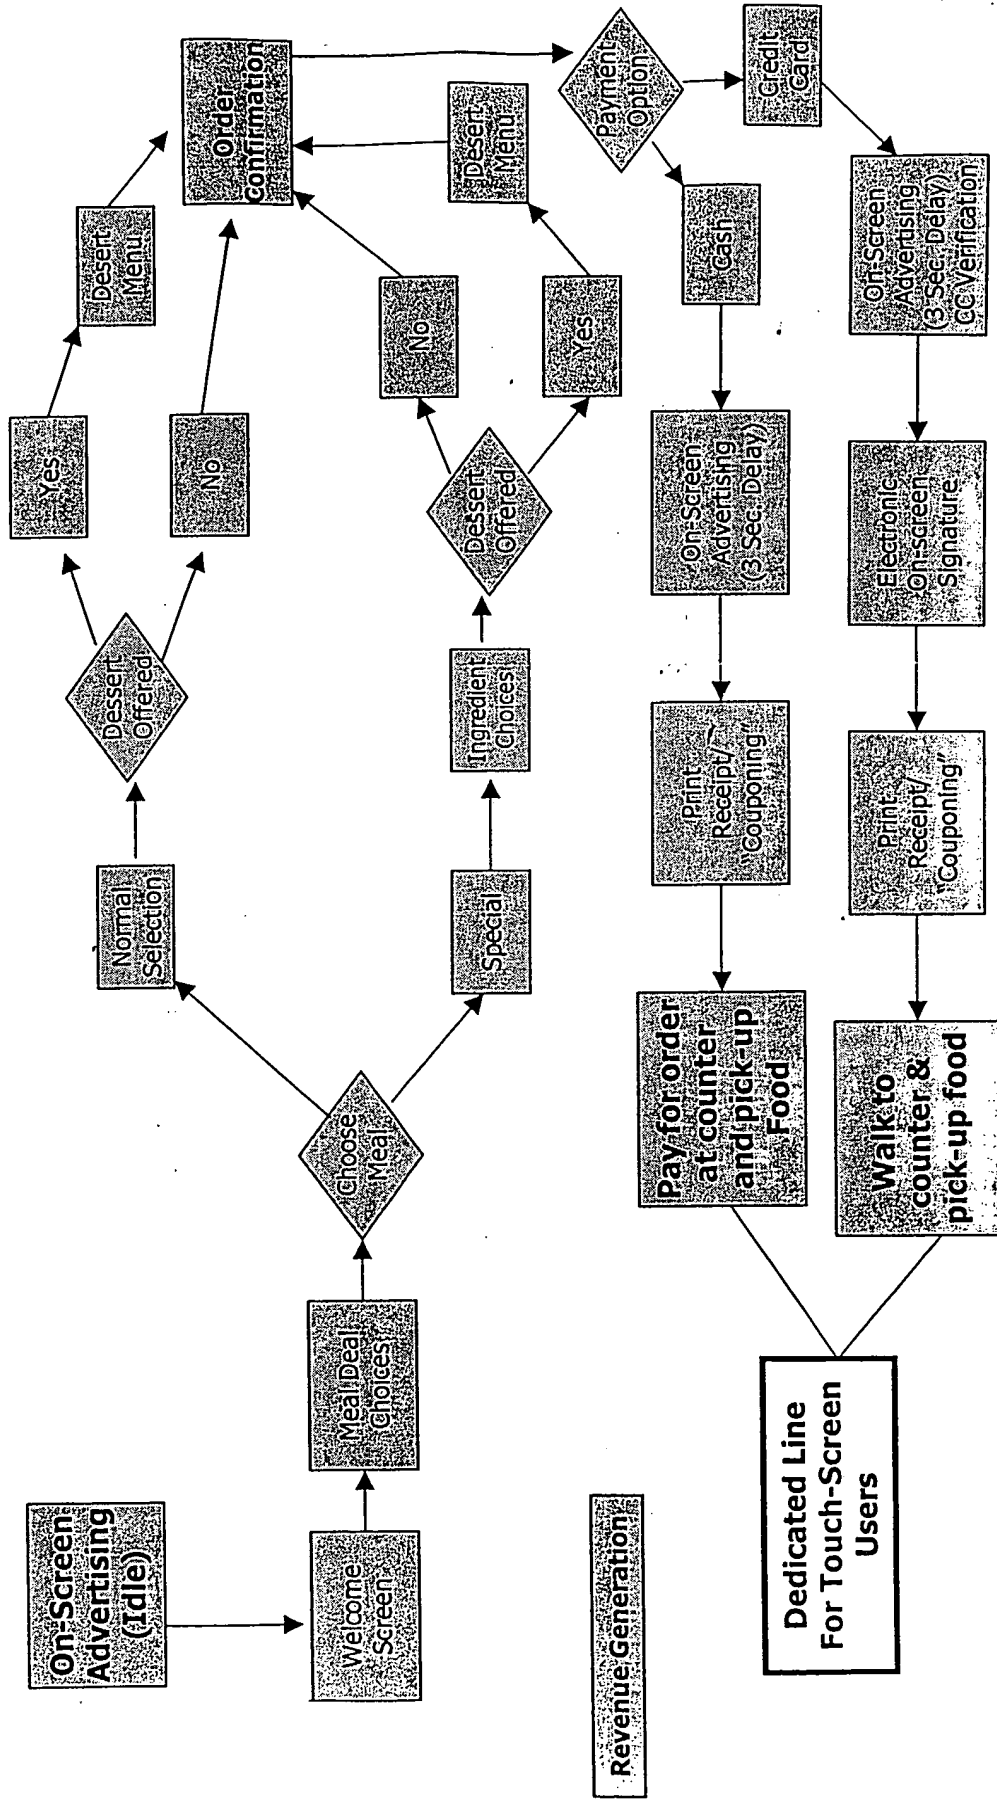 On-Screen
Advertising
(Idle)
Welcome
Screen
Meal Deal
Choices
Choose
Meal
Normal
Selection
Dessert
Offered
Yes
No
Desert
Menu
Order
Confirmation
Special
Ingredient
Choices
Dessert
Offered
No
Yes
Desert
Menu
Payment
Option
Cash
Credit
Card
On-Screen
Advertising
(3 Sec. Delay)
Print
Receipt/
"Couponing"
Pay for order
at counter
and pick-up
Food
On-Screen
Advertising
(3 Sec. Delay)
CC Verification
Electronic
On-screen
Signature
Print
Receipt/
"Couponing"
Walk to
counter &
pick-up food
Revenue Generation
Dedicated Line
For Touch-Screen
Users